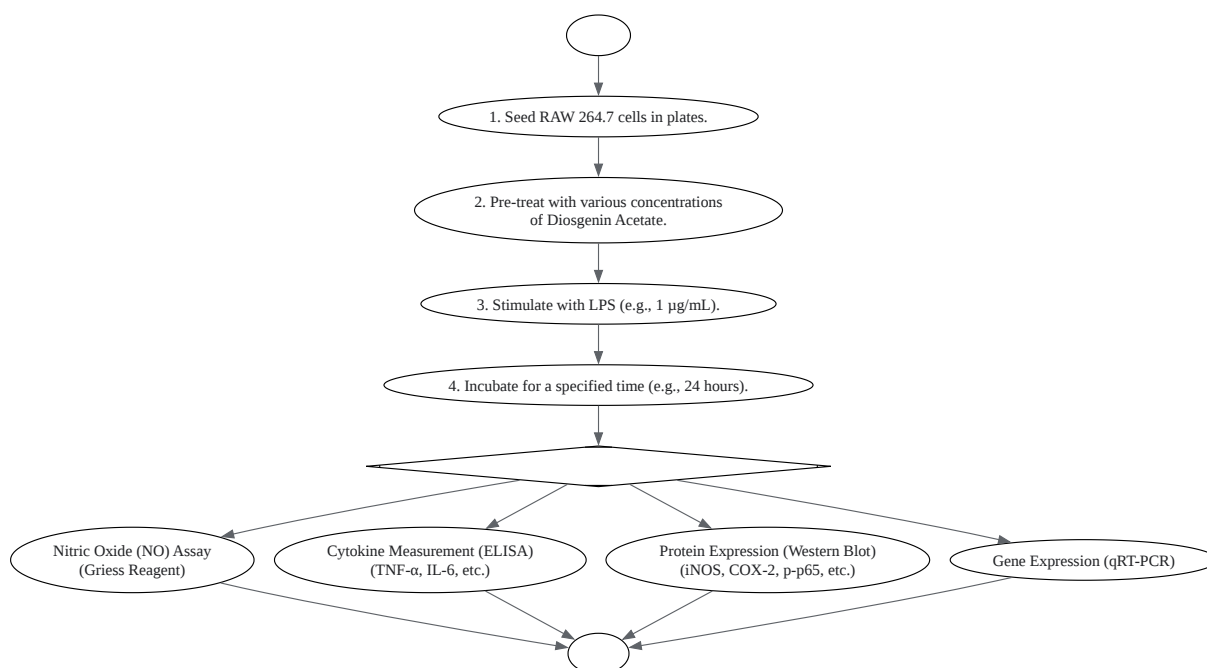 1. Seed RAW 264.7 cells in plates.
2. Pre-treat with various concentrations
of Diosgenin Acetate.
3. Stimulate with LPS (e.g., 1 µg/mL).
4. Incubate for a specified time (e.g., 24 hours).
Nitric Oxide (NO) Assay
(Griess Reagent)
Cytokine Measurement (ELISA)
(TNF-α, IL-6, etc.)
Protein Expression (Western Blot)
(iNOS, COX-2, p-p65, etc.)
Gene Expression (qRT-PCR)